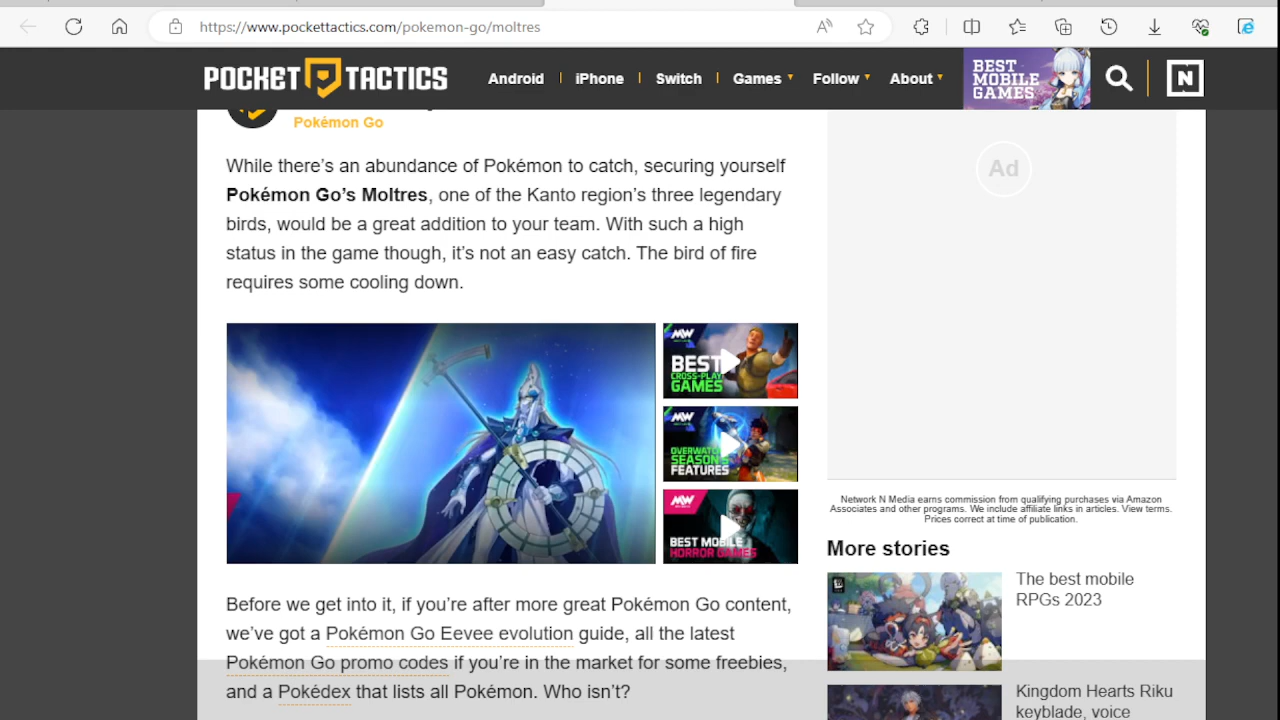 https://www.pockettactics.com/pokemon-go/moltres
POCKET TACTICS
Android
iPhone
Switch
Games
Follow
About
BEST
MOBILE
GAMES
N
Pokémon Go
While there's an abundance of Pokémon to catch, securing yourself
Pokémon Go's Moltres, one of the Kanto region's three legendary
birds, would be a great addition to your team. With such a high
status in the game though, it's not an easy catch. The bird of fire
requires some cooling down.
MW
BEST
CROSS-PLAY
GAMES
MW
OVERWATCH
SEASON
FEATURES
MW
BEST MOBILE
HORROR GAMES
Before we get into it, if you're after more great Pokémon Go content,
we've got a Pokémon Go Eevee evolution guide, all the latest
Pokémon Go promo codes if you're in the market for some freebies,
and a Pokédex that lists all Pokémon. Who isn't?
Ad
Network N Media earns commission from qualifying purchases via Amazon
Associates and other programs. We include affiliate links in articles. View terms.
Prices correct at time of publication.
More stories
The best mobile
RPGs 2023
Kingdom Hearts Riku
keyblade, voice